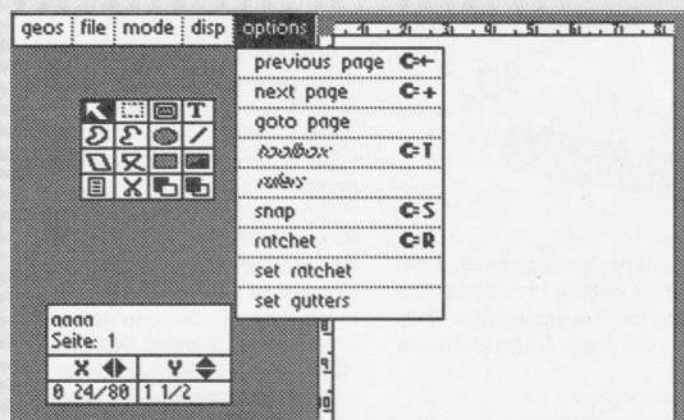 geos file mode disp options
previous page C=←
next page C=+
goto page
toolbox C=T
rulers
snap C=S
ratchet C=R
set ratchet
set gutters
T
aaaa
Seite: 1
X Y
0 24/80 1 1/2